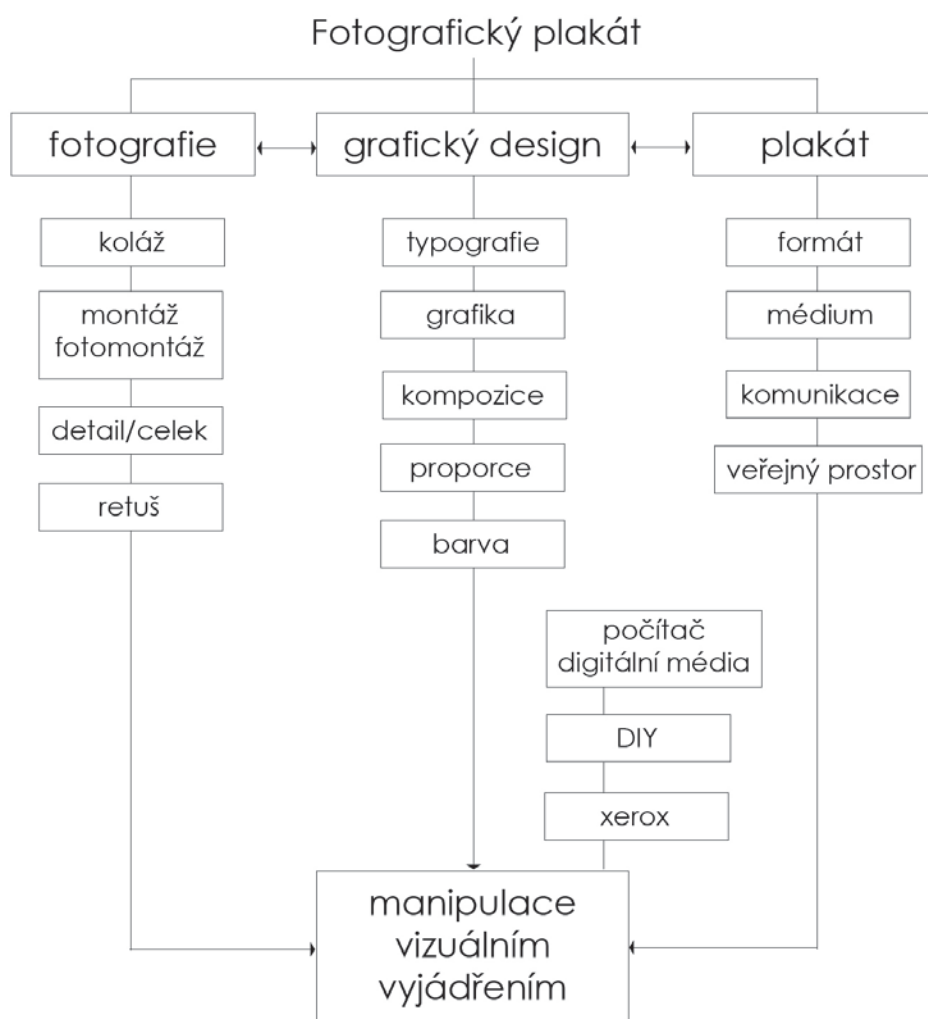 Fotografický plakát
fotografie
grafický design
plakát
koláž
montáž
fotomontáž
detail/celek
retuš
typografie
grafika
kompozice
proporce
barva
formát
médium
komunikace
veřejný prostor
počítač
digitální média
DIY
xerox
manipulace
vizuálním
vyjádřením